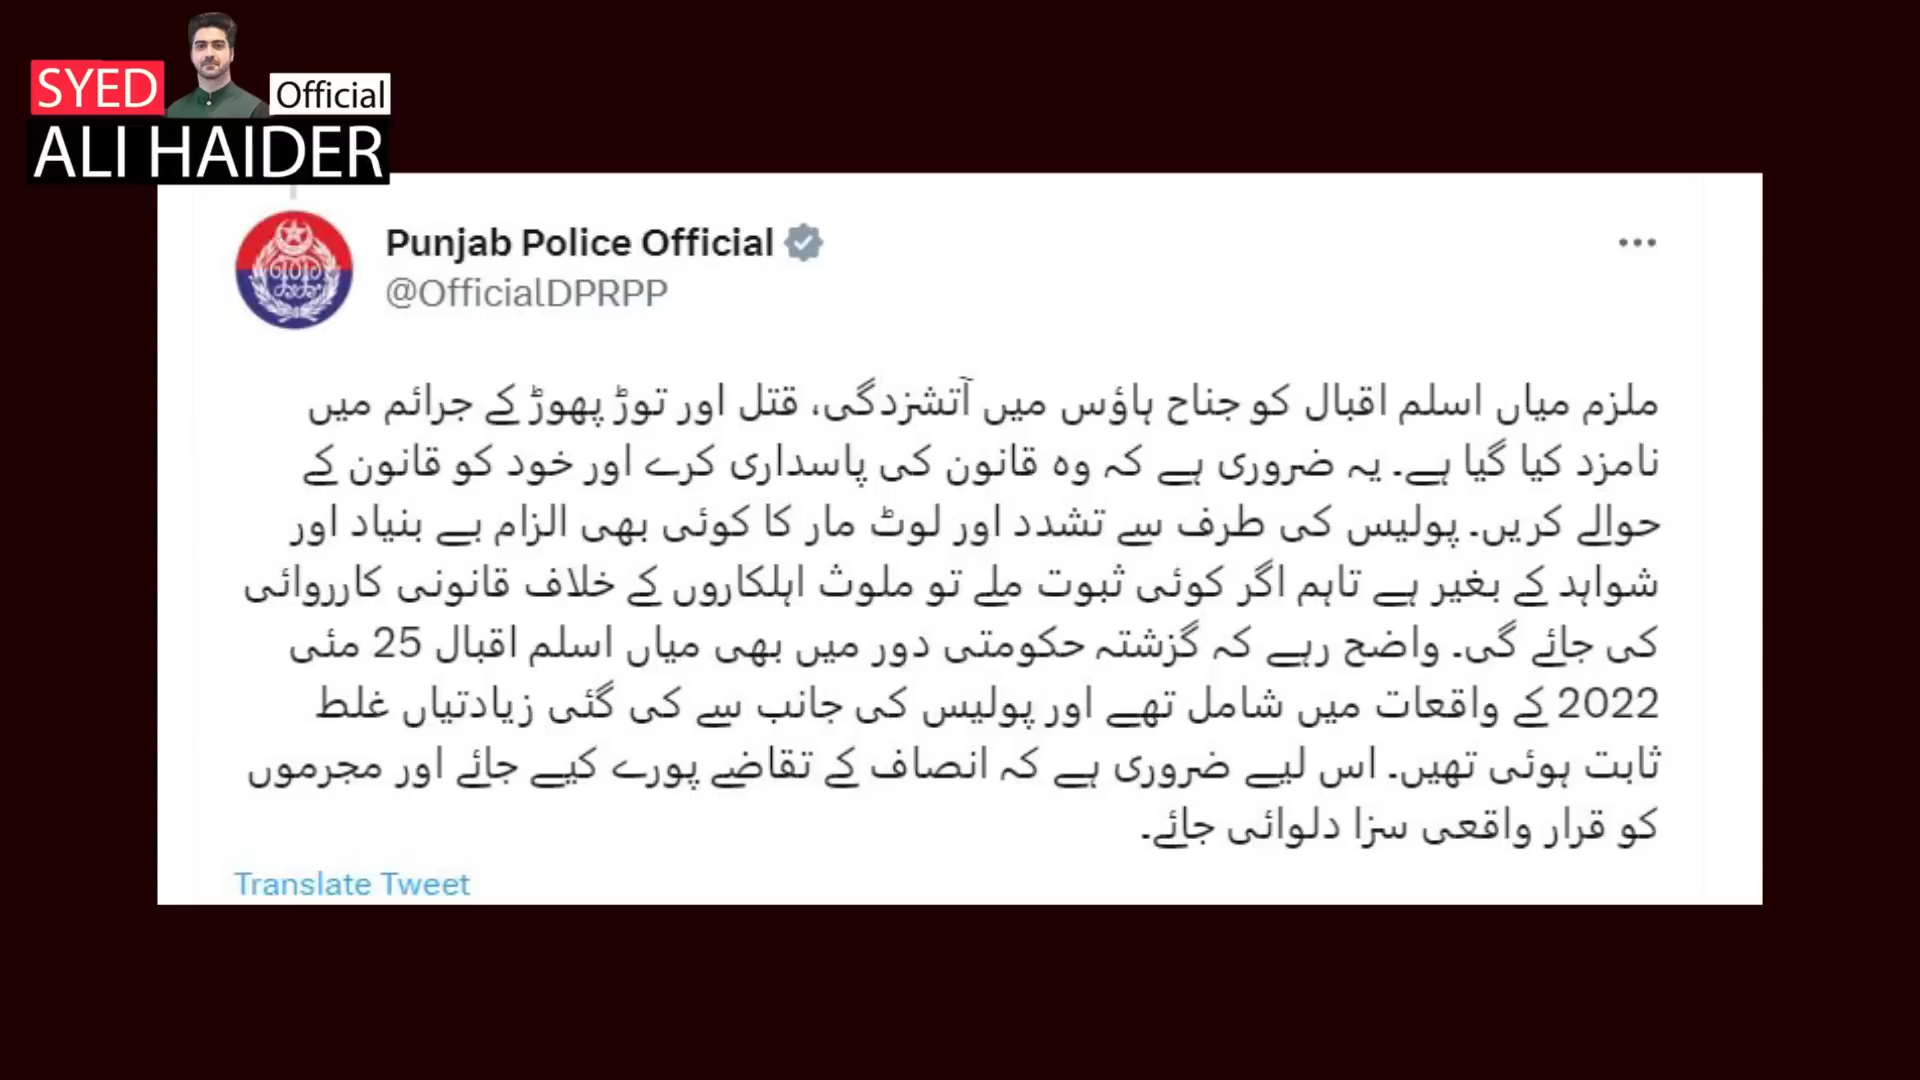 SYED
Official
ALI HAIDER
Punjab Police Official
@OfficialDPRPP
ملزم میاں اسلم اقبال کو جناح ہاؤس میں آتشزدگی، قتل اور توڑ پھوڑ کے جرائم میں
نامزد کیا گیا ہے۔ یہ ضروری ہے کہ وہ قانون کی پاسداری کرے اور خود کو قانون کے
حوالے کریں۔ پولیس کی طرف سے تشدد اور لوٹ مار کا کوئی بھی الزام بے بنیاد اور
شواہد کے بغیر ہے تاہم اگر کوئی ثبوت ملے تو ملوث اہلکاروں کے خلاف قانونی کارروائی
کی جائے گی۔ واضح رہے کہ گزشتہ حکومتی دور میں بھی میاں اسلم اقبال 25 مئی
2022 کے واقعات میں شامل تھے اور پولیس کی جانب سے کی گئی زیادتیاں غلط
ثابت ہوئی تھیں۔ اس لیے ضروری ہے کہ انصاف کے تقاضے پورے کیے جائے اور مجرموں
کو قرار واقعی سزا دلوائی جائے۔
Translate Tweet